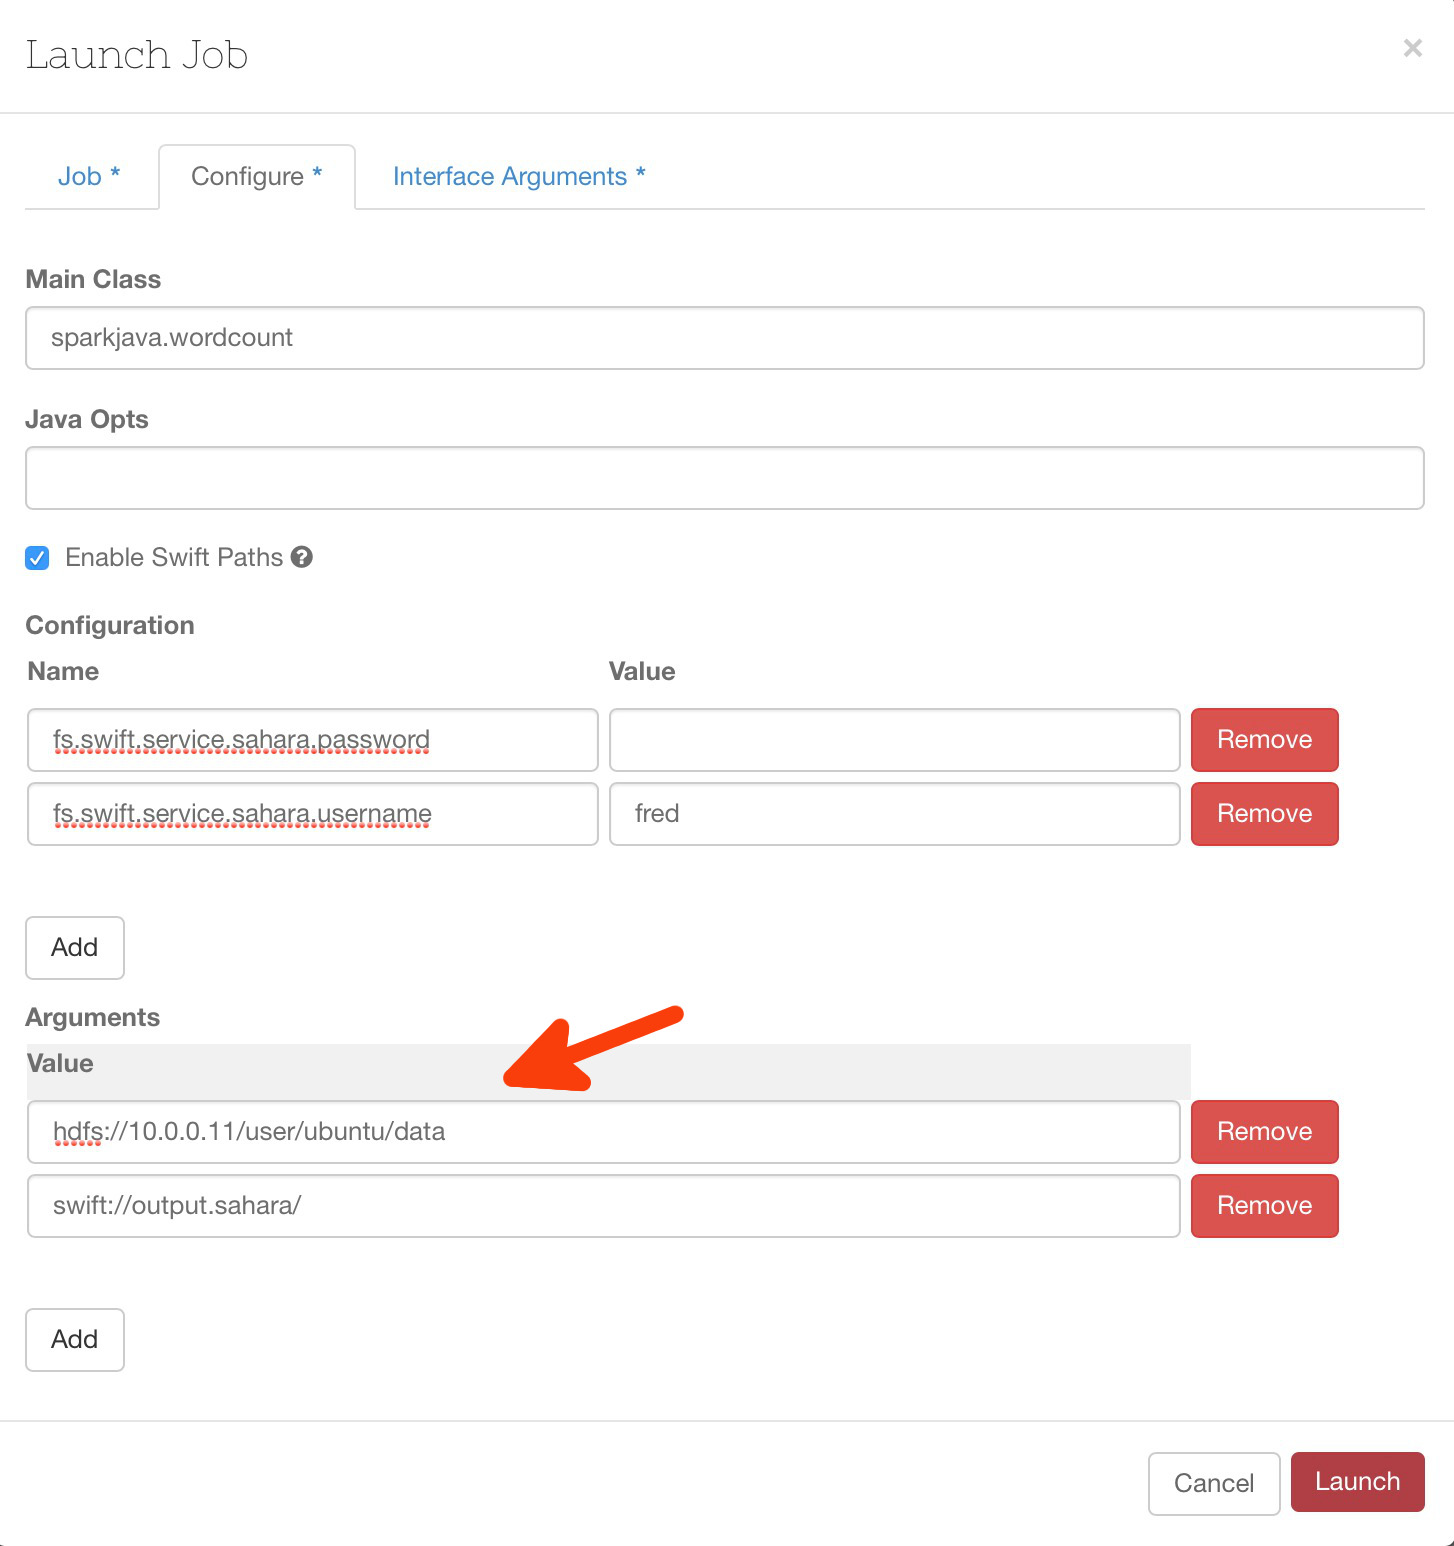 Launch Job ×
Job * Configure * Interface Arguments *
Main Class
sparkjava.wordcount
Java Opts
Enable Swift Paths ?
Configuration
Name Value
fs.swift.service.sahara.password Remove
fs.swift.service.sahara.username fred Remove
Add
Arguments
Value
hdfs://10.0.0.11/user/ubuntu/data Remove
swift://output.sahara/ Remove
Add
Cancel Launch